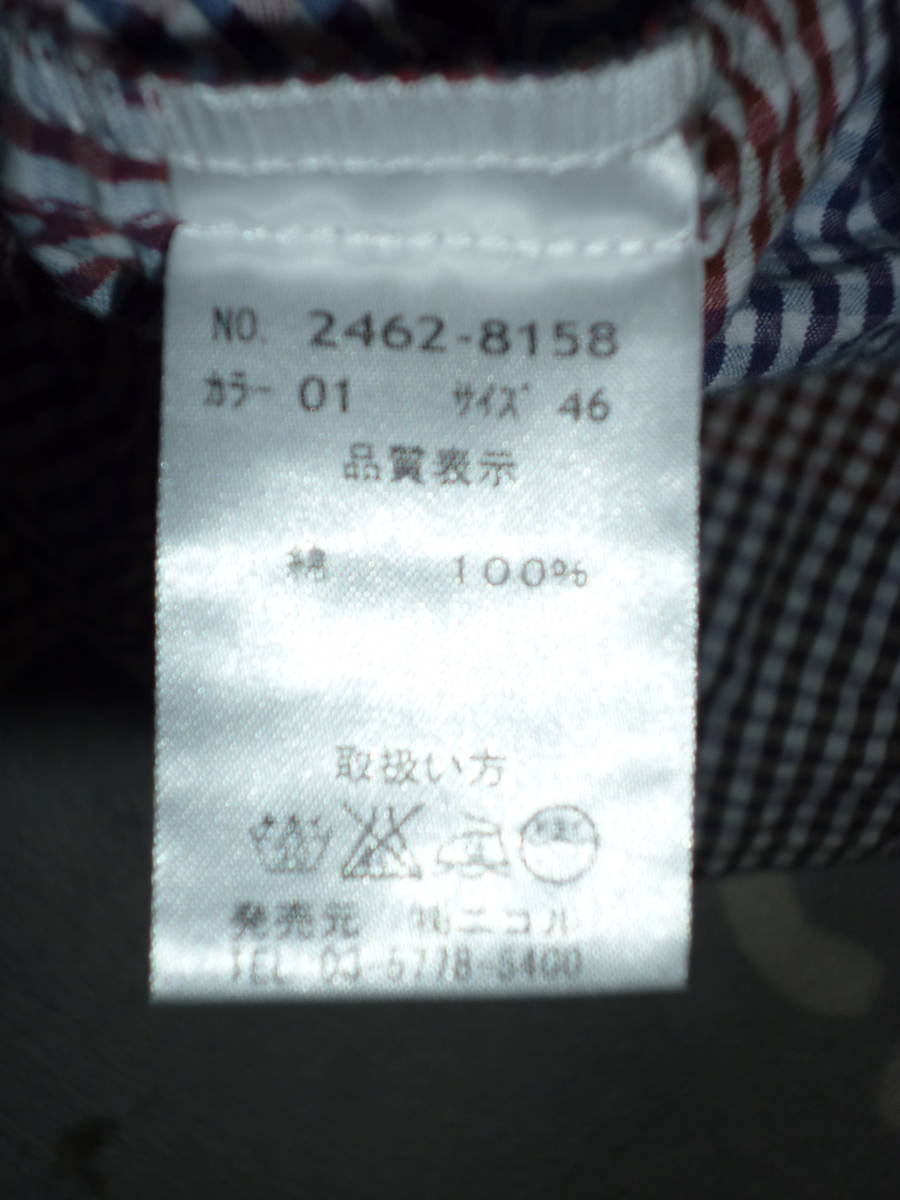 NO. 2462-8158
カラー 01 サイズ 46
品質表示
綿 100%
取扱い方
発売元 ㈱ニコル
TEL 03-5778-5400